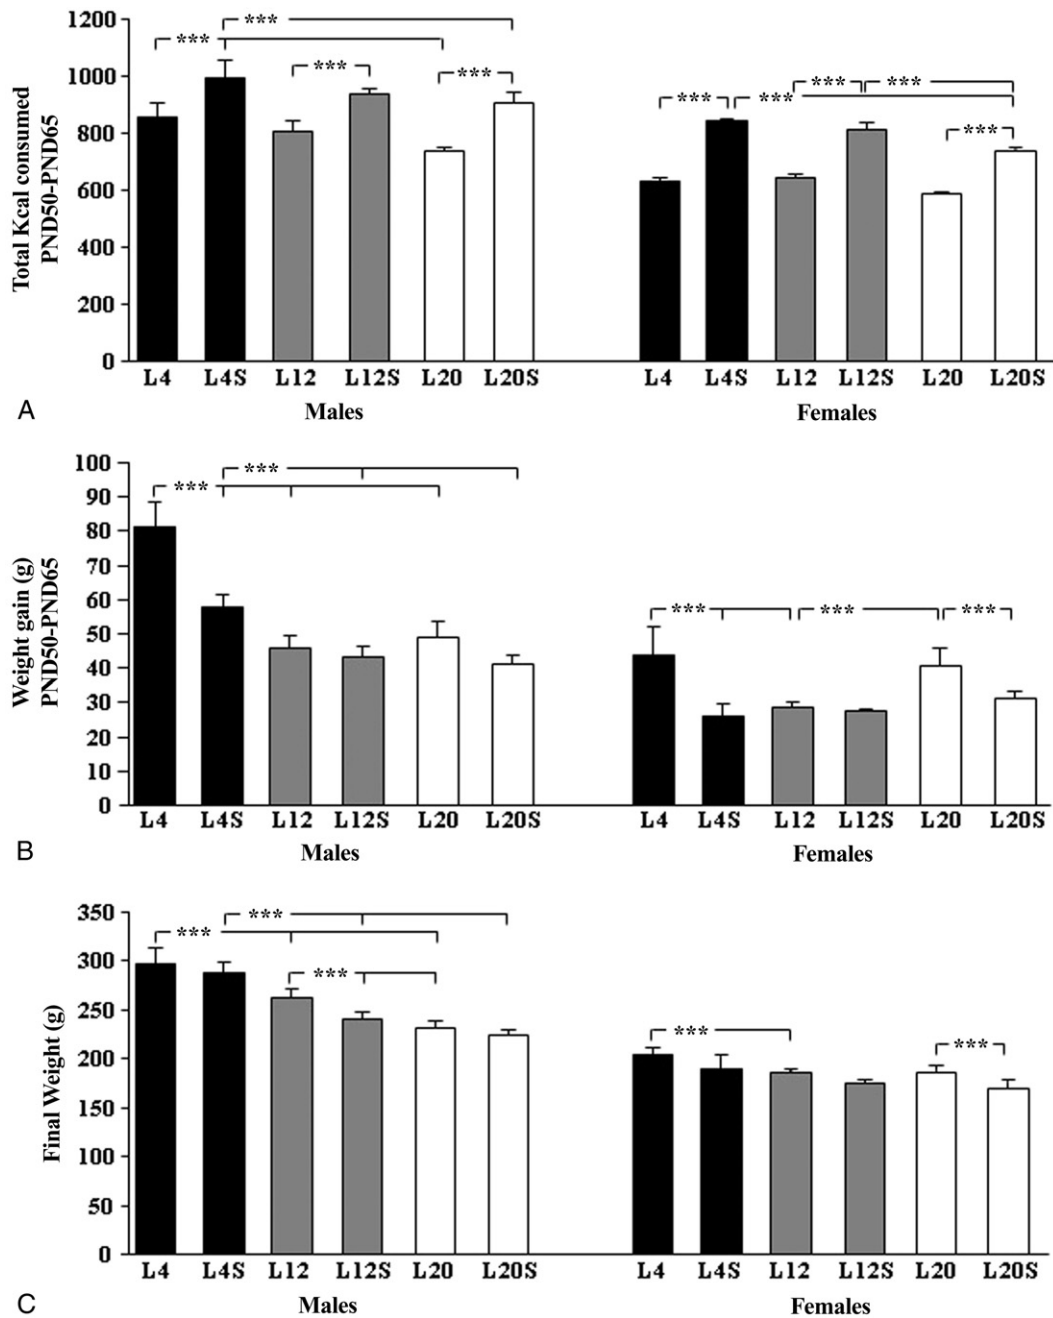 1200
1000
800
600
400
200
0
Total Kcal consumed
PND50-PND65
*** 
*** *** ***
*** ***
*** ***
***
L4 L4S L12 L12S L20 L20S L4 L4S L12 L12S L20 L20S
A Males Females
100
90
80
70
60
50
40
30
20
10
0
Weight gain (g)
PND50-PND65
***
***
*** *** ***
L4 L4S L12 L12S L20 L20S L4 L4S L12 L12S L20 L20S
B Males Females
350
300
250
200
150
100
50
0
Final Weight (g)
***
***
***
*** ***
L4 L4S L12 L12S L20 L20S L4 L4S L12 L12S L20 L20S
C Males Females